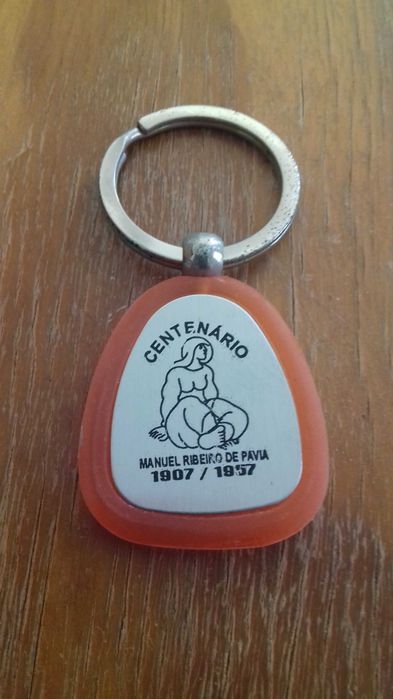 CENTENÁRIO
MANUEL RIBEIRO DE PAVIA
1907 / 1957